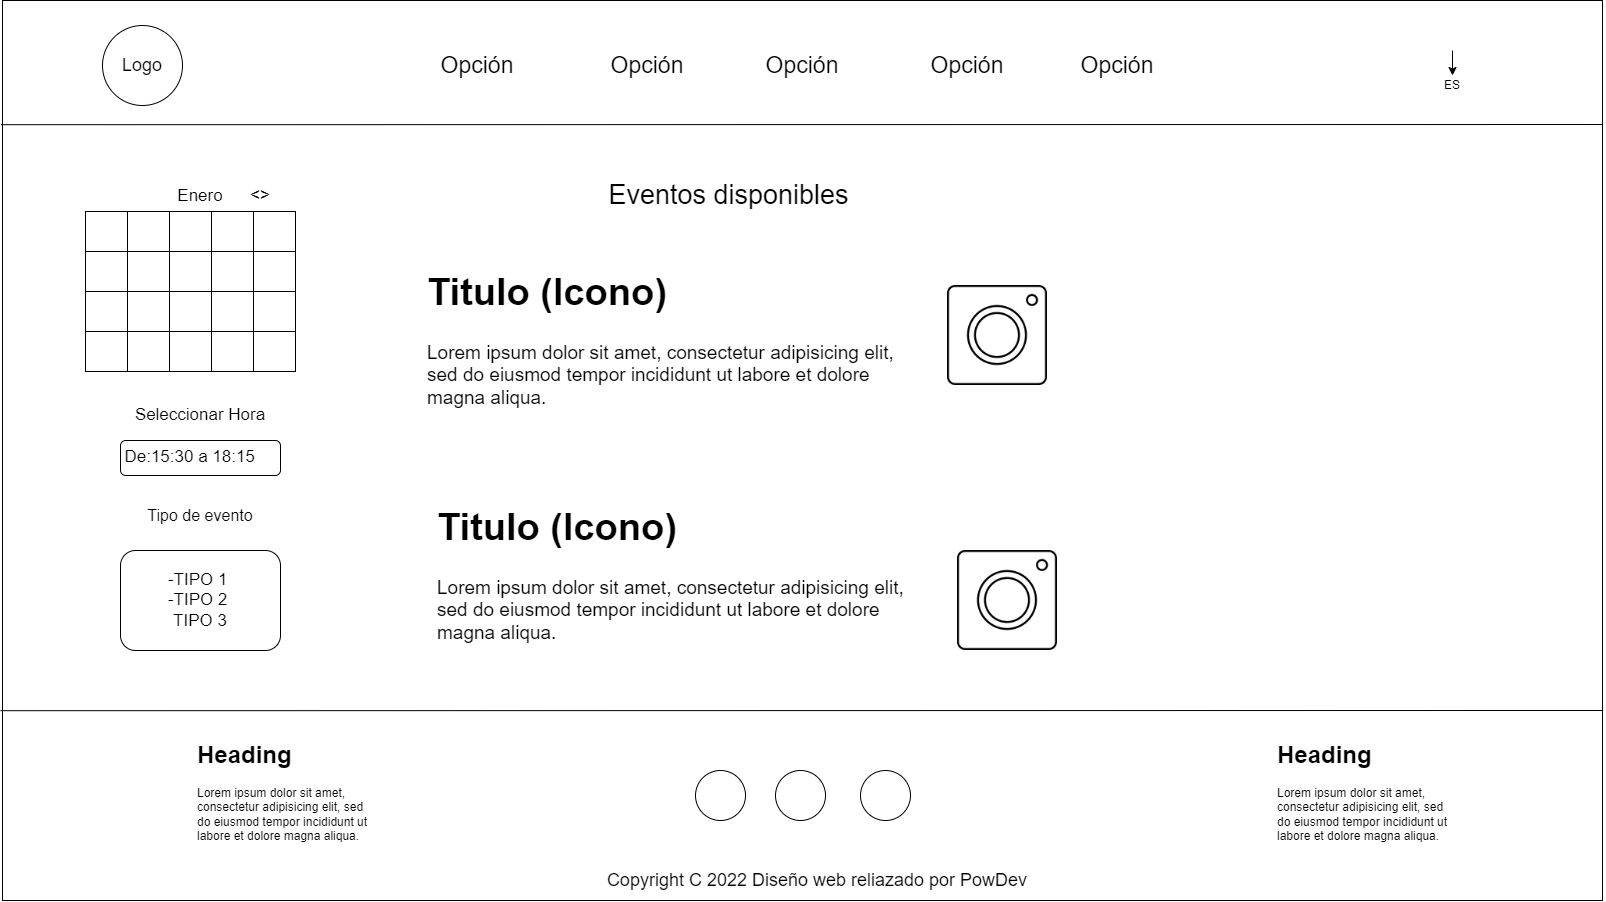 Logo
Opción
Opción
Opción
Opción
Opción
ES
Enero
<>
Eventos disponibles
Titulo (Icono)
Lorem ipsum dolor sit amet, consectetur adipisicing elit,
sed do eiusmod tempor incididunt ut labore et dolore
magna aliqua.
Seleccionar Hora
De:15:30 a 18:15
Tipo de evento
-TIPO 1
-TIPO 2
TIPO 3
Titulo (Icono)
Lorem ipsum dolor sit amet, consectetur adipisicing elit,
sed do eiusmod tempor incididunt ut labore et dolore
magna aliqua.
Heading
Lorem ipsum dolor sit amet,
consectetur adipisicing elit, sed
do eiusmod tempor incididunt ut
labore et dolore magna aliqua.
Heading
Lorem ipsum dolor sit amet,
consectetur adipisicing elit, sed
do eiusmod tempor incididunt ut
labore et dolore magna aliqua.
Copyright C 2022 Diseño web reliazado por PowDev